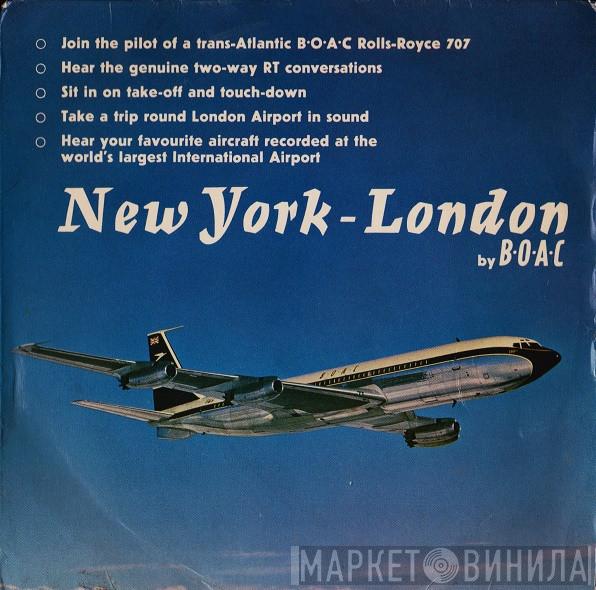 Join the pilot of a trans-Atlantic B·O·A·C Rolls-Royce 707
Hear the genuine two-way RT conversations
Sit in on take-off and touch-down
Take a trip round London Airport in sound
Hear your favourite aircraft recorded at the
world's largest International Airport
New York - London
by B·O·A·C
B·O·A·C
МАРКЕТ ВИНИЛА